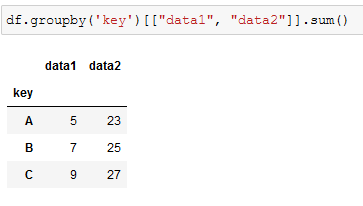 df.groupby('key')[["data1", "data2"]].sum()
data1 data2
key
A 5 23
B 7 25
C 9 27